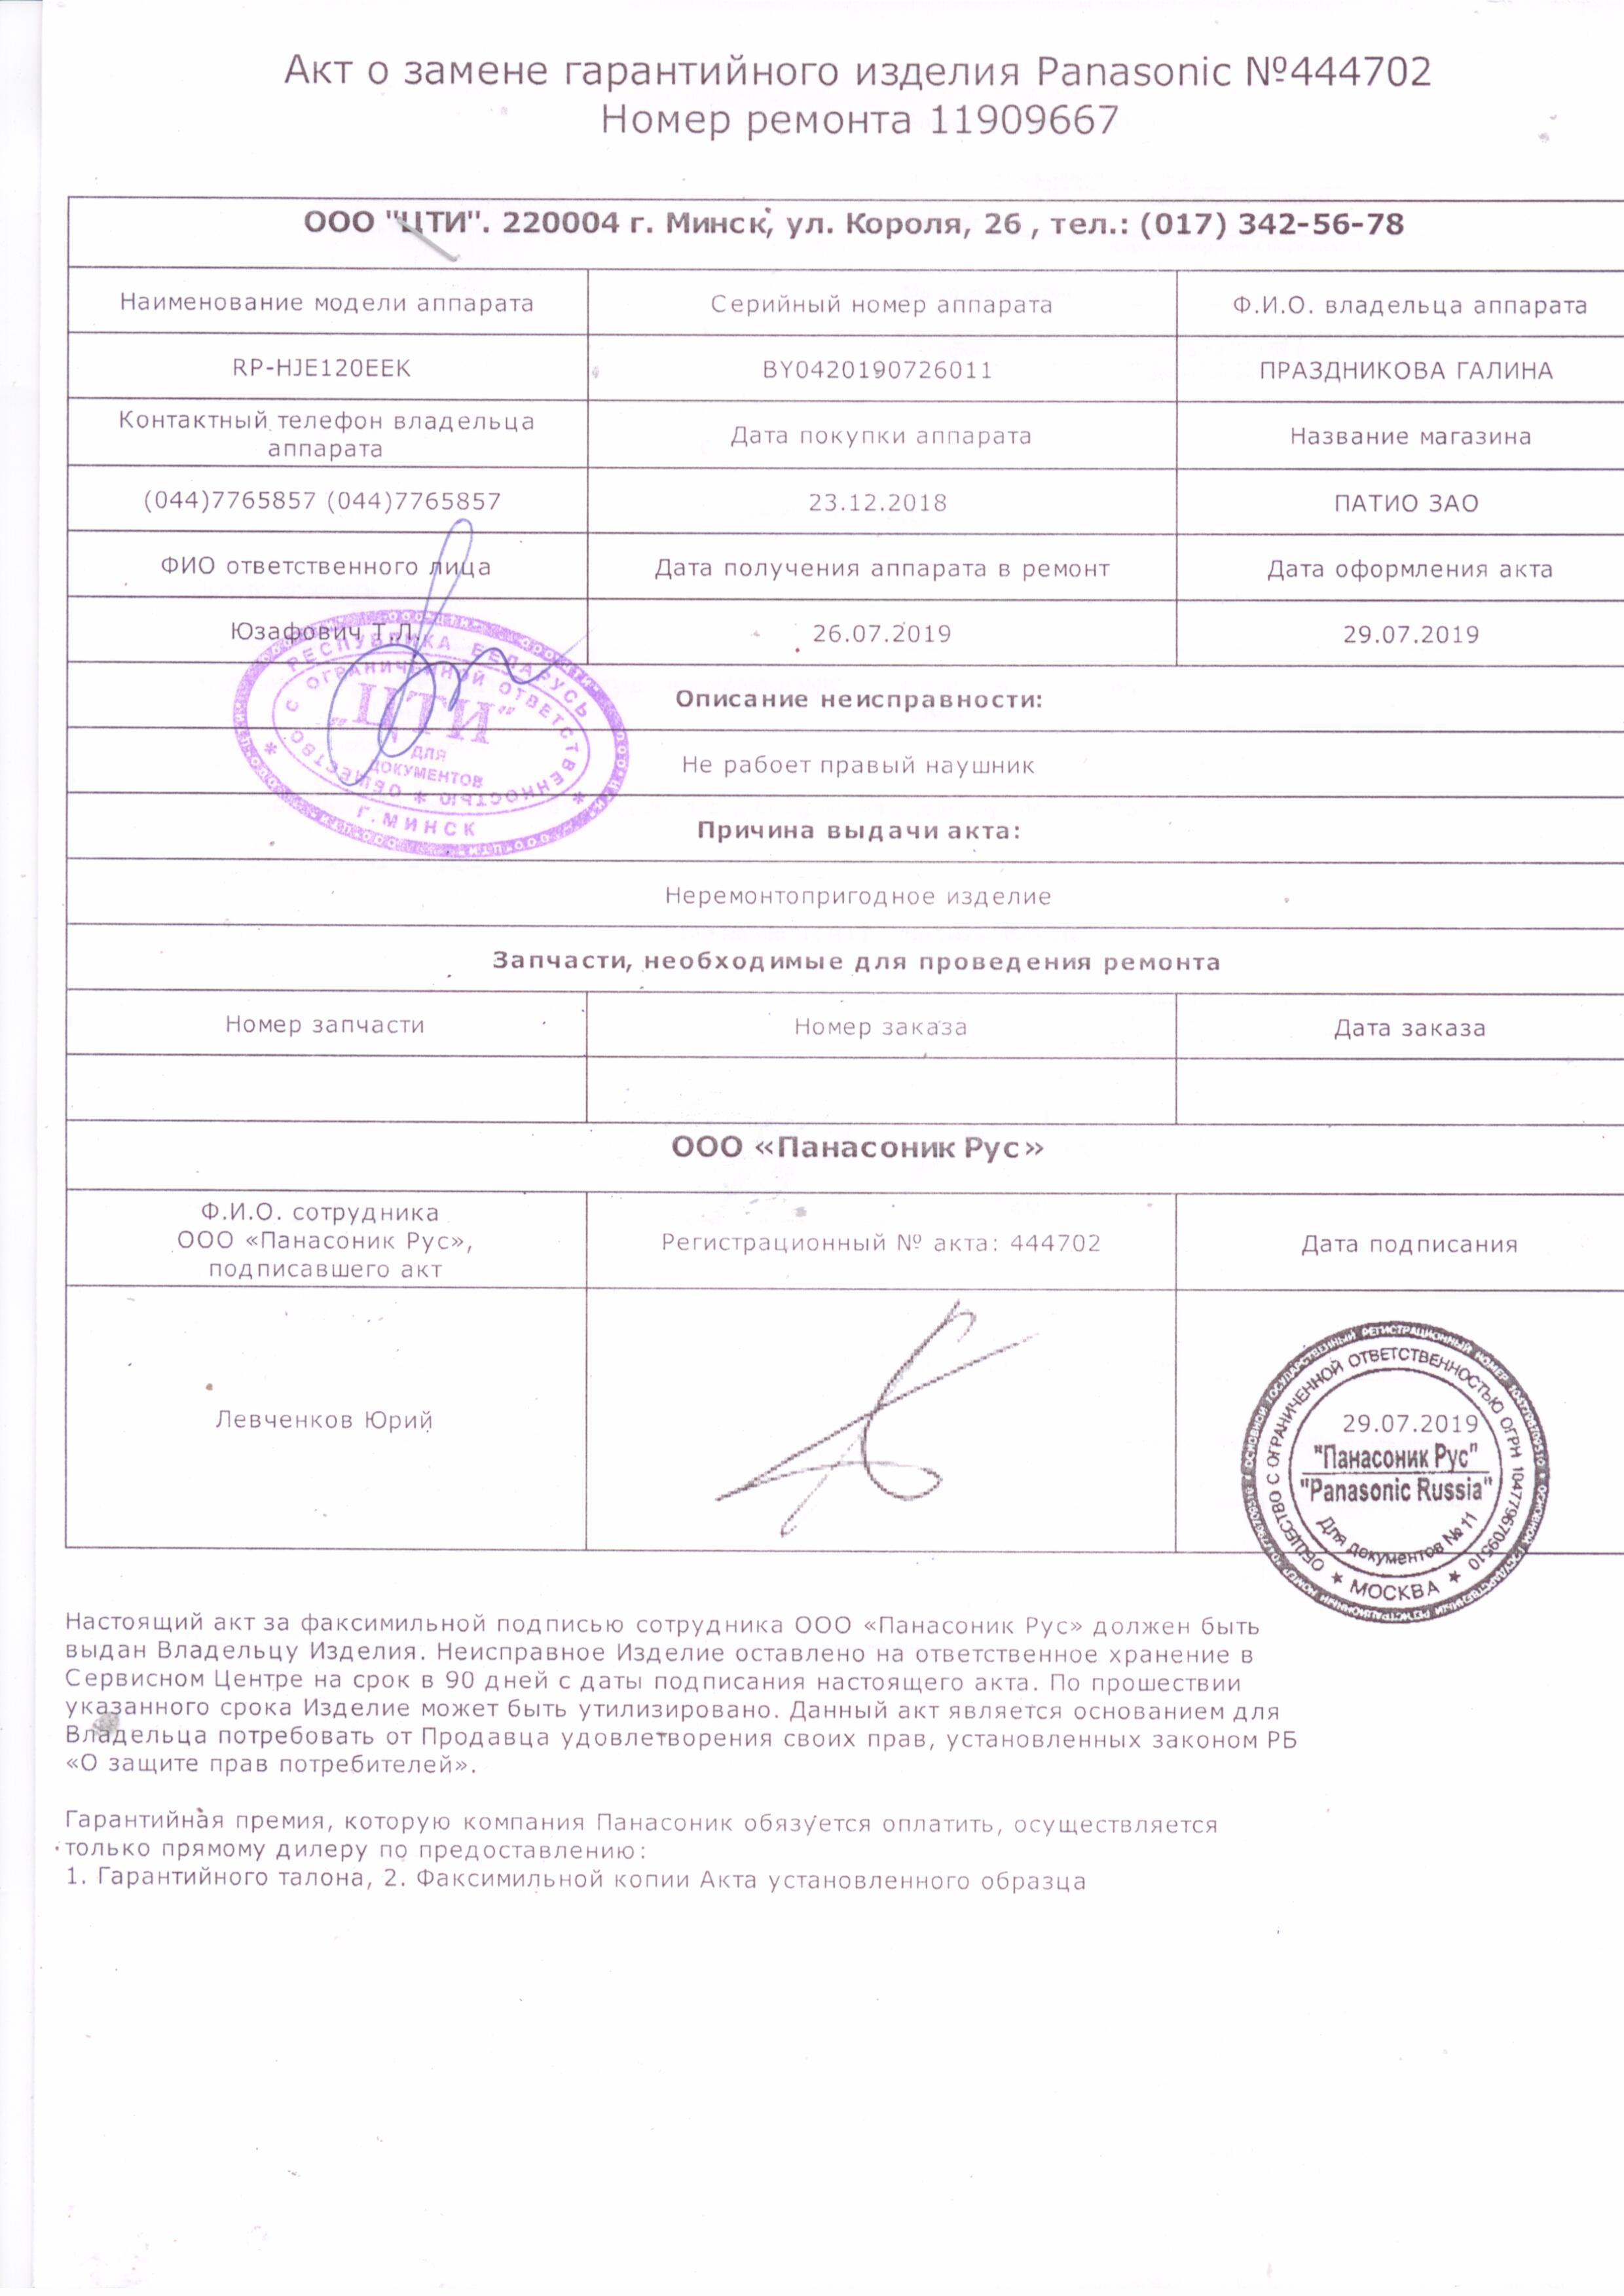 Акт о замене гарантийного изделия Panasonic №444702
Номер ремонта 11909667
ООО "ЦТИ". 220004 г. Минск, ул. Короля, 26 , тел.: (017) 342-56-78
Наименование модели аппарата
Серийный номер аппарата
Ф.И.О. владельца аппарата
RP-HJE120EEK
BY0420190726011
ПРАЗДНИКОВА ГАЛИНА
Контактный телефон владельца
аппарата
Дата покупки аппарата
Название магазина
(044)7765857 (044)7765857
23.12.2018
ПАТИО ЗАО
ФИО ответственного лица
Дата получения аппарата в ремонт
Дата оформления акта
Юзафович Т.Л.
26.07.2019
29.07.2019
РЕСПУБЛИКА БЕЛАРУСЬ
ОБЩЕСТВО С ОГРАНИЧЕННОЙ ОТВЕТСТВЕННОСТЬЮ
„ЦТИ"
ДЛЯ
ДОКУМЕНТОВ
Г.МИНСК
Описание неисправности:
Не рабоет правый наушник
Причина выдачи акта:
Неремонтопригодное изделие
Запчасти, необходимые для проведения ремонта
Номер запчасти
Номер заказа
Дата заказа
ООО «Панасоник Рус»
Ф.И.О. сотрудника
ООО «Панасоник Рус»,
подписавшего акт
Регистрационный № акта: 444702
Дата подписания
Левченков Юрий
ОБЩЕСТВО С ОГРАНИЧЕННОЙ ОТВЕТСТВЕННОСТЬЮ ОГРН 1047796709510
29.07.2019
"Панасоник Рус"
"Panasonic Russia"
Для документов № 11
МОСКВА
Настоящий акт за факсимильной подписью сотрудника ООО «Панасоник Рус» должен быть
выдан Владельцу Изделия. Неисправное Изделие оставлено на ответственное хранение в
Сервисном Центре на срок в 90 дней с даты подписания настоящего акта. По прошествии
указанного срока Изделие может быть утилизировано. Данный акт является основанием для
Владельца потребовать от Продавца удовлетворения своих прав, установленных законом РБ
«О защите прав потребителей».
Гарантийная премия, которую компания Панасоник обязуется оплатить, осуществляется
только прямому дилеру по предоставлению:
1. Гарантийного талона, 2. Факсимильной копии Акта установленного образца